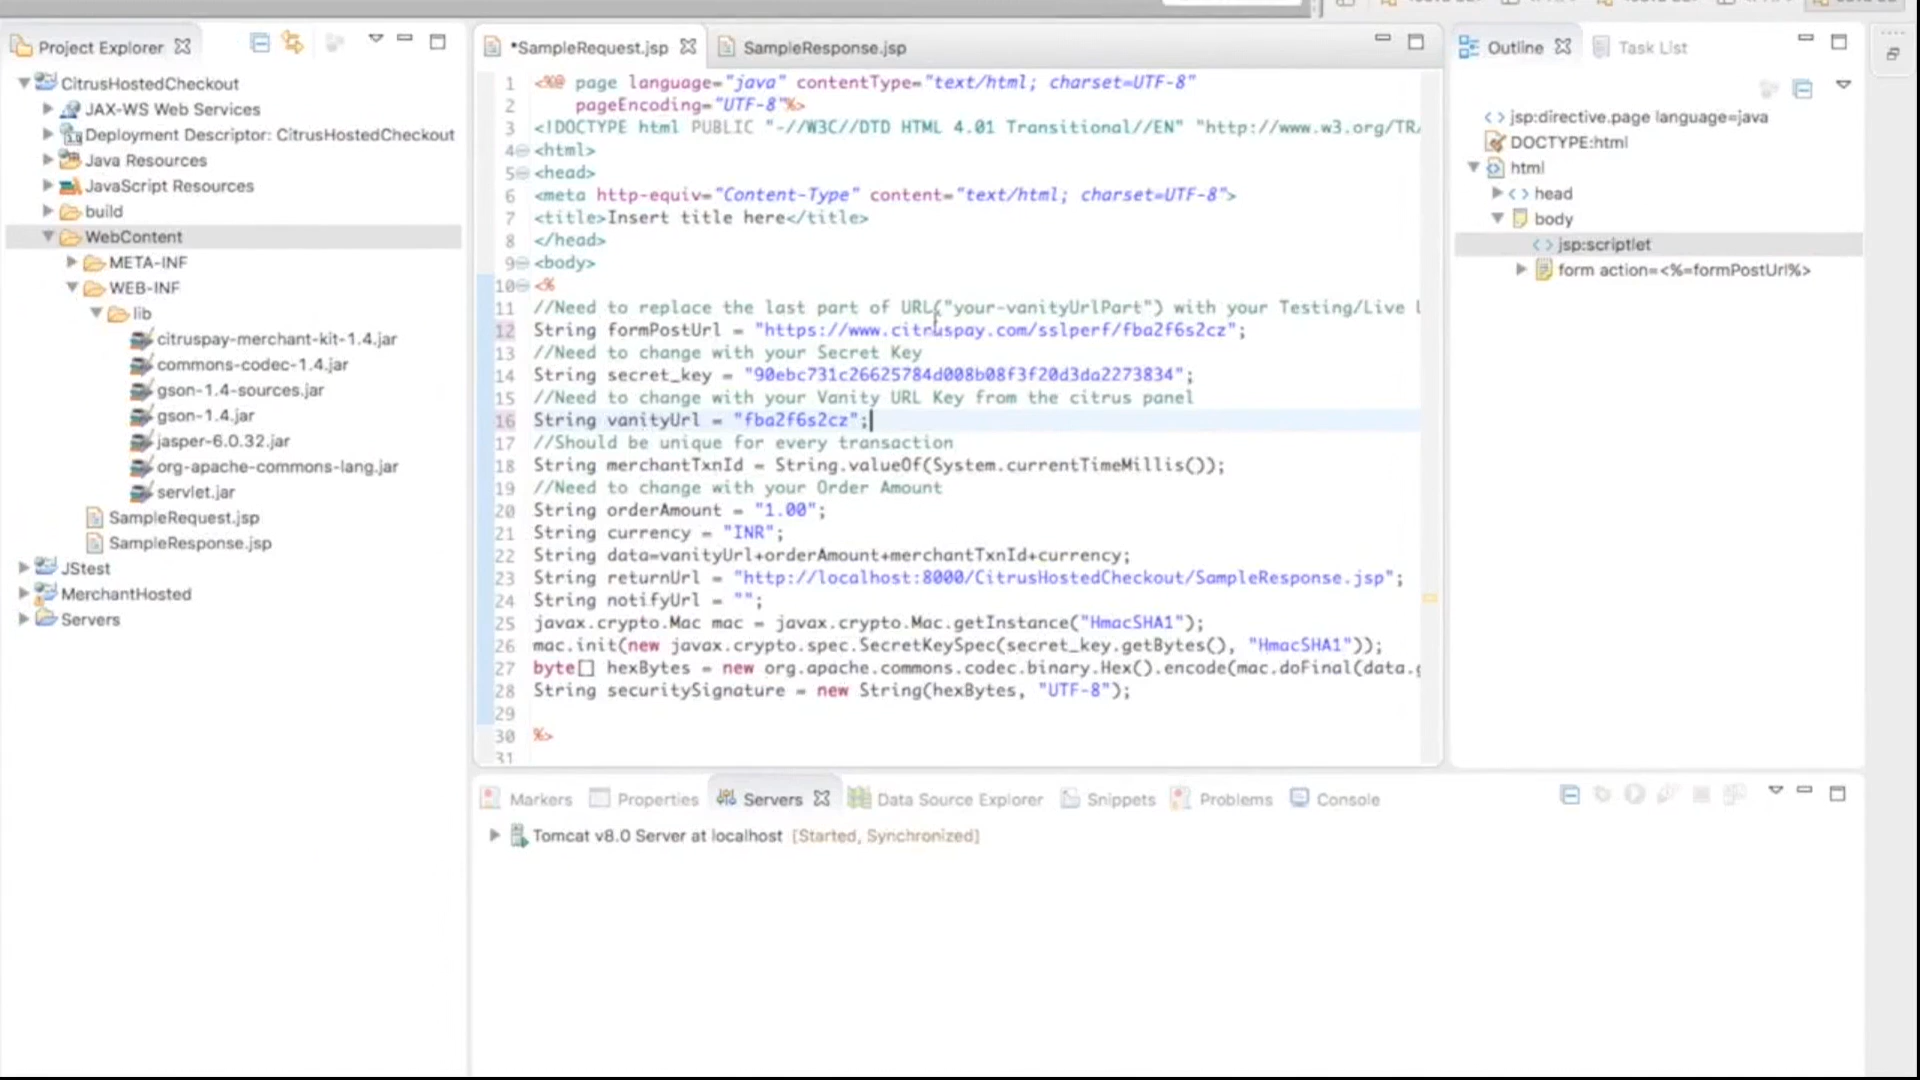 Project Explorer
CitrusHostedCheckout
JAX-WS Web Services
Deployment Descriptor: CitrusHostedCheckout
Java Resources
JavaScript Resources
build
WebContent
META-INF
WEB-INF
lib
citruspay-merchant-kit-1.4.jar
commons-codec-1.4.jar
gson-1.4-sources.jar
gson-1.4.jar
jasper-6.0.32.jar
org-apache-commons-lang.jar
servlet.jar
SampleRequest.jsp
SampleResponse.jsp
JStest
MerchantHosted
Servers
*SampleRequest.jsp
SampleResponse.jsp
1 <%@ page language="java" contentType="text/html; charset=UTF-8"
2 pageEncoding="UTF-8"%>
3 <!DOCTYPE html PUBLIC "-//W3C//DTD HTML 4.01 Transitional//EN" "http://www.w3.org/TR/
4 <html>
5 <head>
6 <meta http-equiv="Content-Type" content="text/html; charset=UTF-8">
7 <title>Insert title here</title>
8 </head>
9 <body>
10 <%
11 //Need to replace the last part of URL("your-vanityUrlPart") with your Testing/Live
12 String formPostUrl = "https://www.citruspay.com/sslperf/fba2f6s2cz";
13 //Need to change with your Secret Key
14 String secret_key = "90ebc731c26625784d008b08f3f20d3da2273834";
15 //Need to change with your Vanity URL Key from the citrus panel
16 String vanityUrl = "fba2f6s2cz";
17 //Should be unique for every transaction
18 String merchantTxnId = String.valueOf(System.currentTimeMillis());
19 //Need to change with your Order Amount
20 String orderAmount = "1.00";
21 String currency = "INR";
22 String data=vanityUrl+orderAmount+merchantTxnId+currency;
23 String returnUrl = "http://localhost:8000/CitrusHostedCheckout/SampleResponse.jsp";
24 String notifyUrl = "";
25 javax.crypto.Mac mac = javax.crypto.Mac.getInstance("HmacSHA1");
26 mac.init(new javax.crypto.spec.SecretKeySpec(secret_key.getBytes(), "HmacSHA1"));
27 byte[] hexBytes = new org.apache.commons.codec.binary.Hex().encode(mac.doFinal(data.g
28 String securitySignature = new String(hexBytes, "UTF-8");
29
30 %>
31
Markers
Properties
Servers
Data Source Explorer
Snippets
Problems
Console
Tomcat v8.0 Server at localhost [Started, Synchronized]
Outline
Task List
jsp:directive.page language=java
DOCTYPE:html
html
head
body
jsp:scriptlet
form action=<%=formPostUrl%>